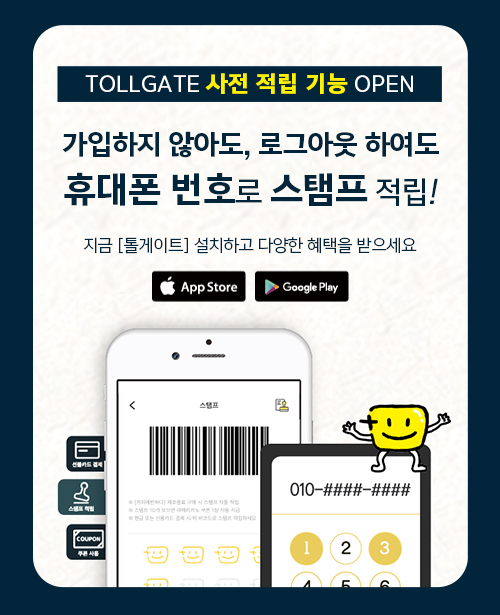 TOLLGATE 사전 적립 기능 OPEN
가입하지 않아도, 로그아웃 하여도
휴대폰 번호로 스탬프 적립!
지금 [톨게이트] 설치하고 다양한 혜택을 받으세요
App Store
Google Play
스탬프
선불카드 결제
스탬프 적립
COUPON
쿠폰 사용
010-####-####
1 2 3
4 5 6